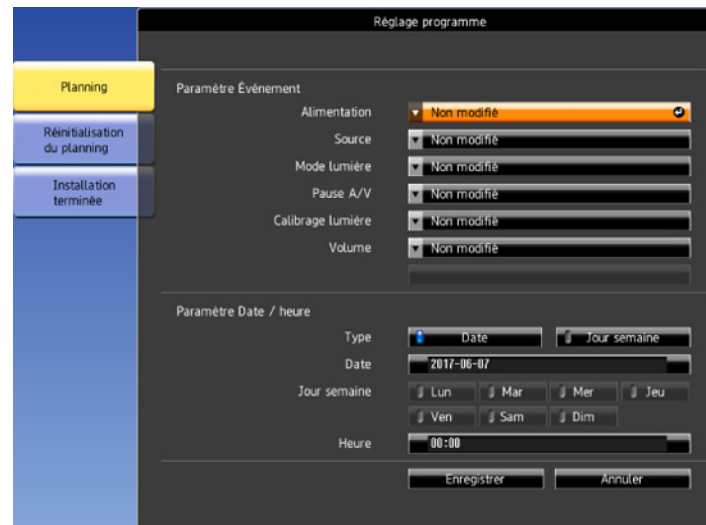 Réglage programme
Planning
Réinitialisation
du planning
Installation
terminée
Paramètre Événement
Alimentation Non modifié
Source Non modifié
Mode lumière Non modifié
Pause A/V Non modifié
Calibrage lumière Non modifié
Volume Non modifié
Paramètre Date / heure
Type Date Jour semaine
Date 2017-06-07
Jour semaine Lun Mar Mer Jeu
Ven Sam Dim
Heure 00:00
Enregistrer Annuler